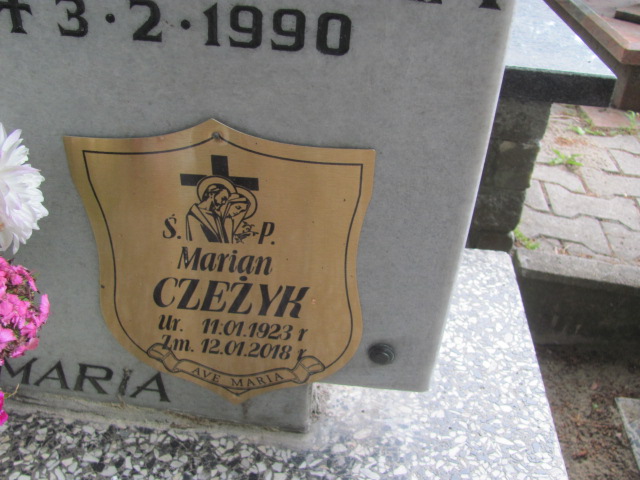 ✝ 3·2·1990
Ś. P.
Marian
CZEŻYK
Ur. 11.01.1923 r
Zm. 12.01.2018 r
AVE MARIA
MARIA